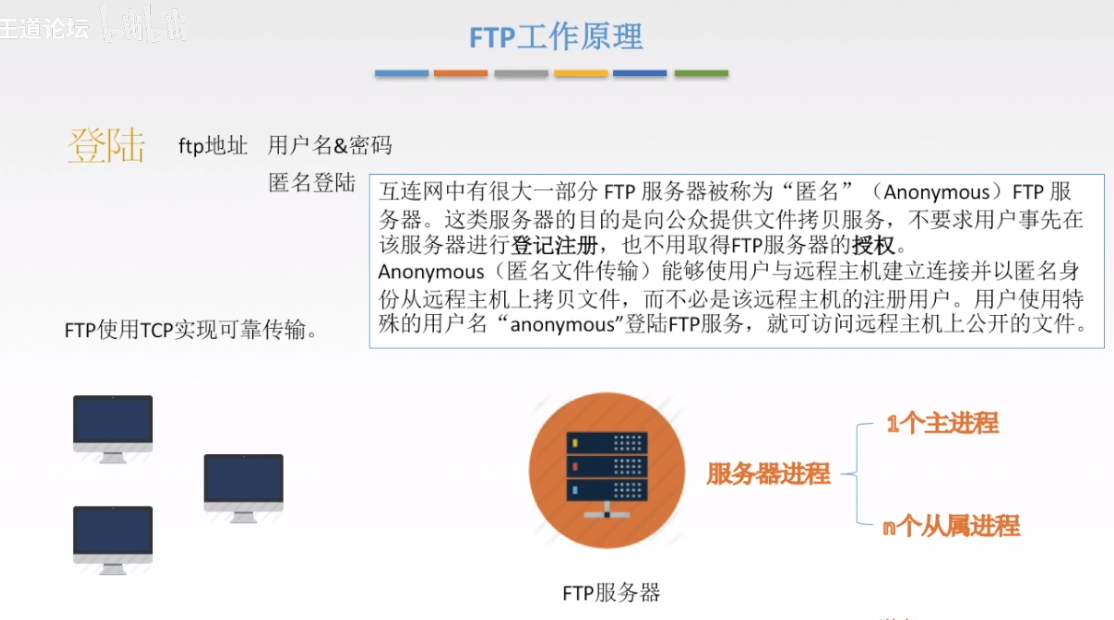 王道论坛 bilibili
FTP工作原理
登陆 ftp地址 用户名&密码
匿名登陆
互连网中有很大一部分 FTP 服务器被称为“匿名”（Anonymous）FTP 服
务器。这类服务器的目的是向公众提供文件拷贝服务，不要求用户事先在
该服务器进行登记注册，也不用取得FTP服务器的授权。
Anonymous（匿名文件传输）能够使用户与远程主机建立连接并以匿名身
份从远程主机上拷贝文件，而不必是该远程主机的注册用户。用户使用特
殊的用户名“anonymous”登陆FTP服务，就可访问远程主机上公开的文件。
FTP使用TCP实现可靠传输。
1个主进程
服务器进程
n个从属进程
FTP服务器